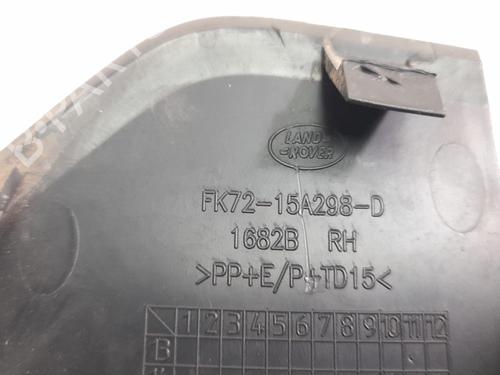 B-PARTS
LAND-
-ROVER
FK72-15A298-D
1682B RH
>PP+E/P+TD15<
1 2 3 4 5 6 7 8 9 10 11 12
B